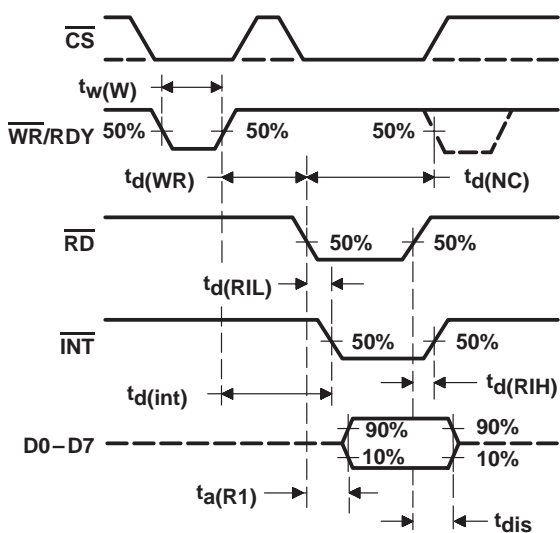 CS
tw(W)
WR/RDY 50% 50% 50%
td(WR) td(NC)
RD 50% 50%
td(RIL)
INT 50% 50%
td(int) td(RIH)
D0–D7 90% 90%
10% 10%
ta(R1) tdis